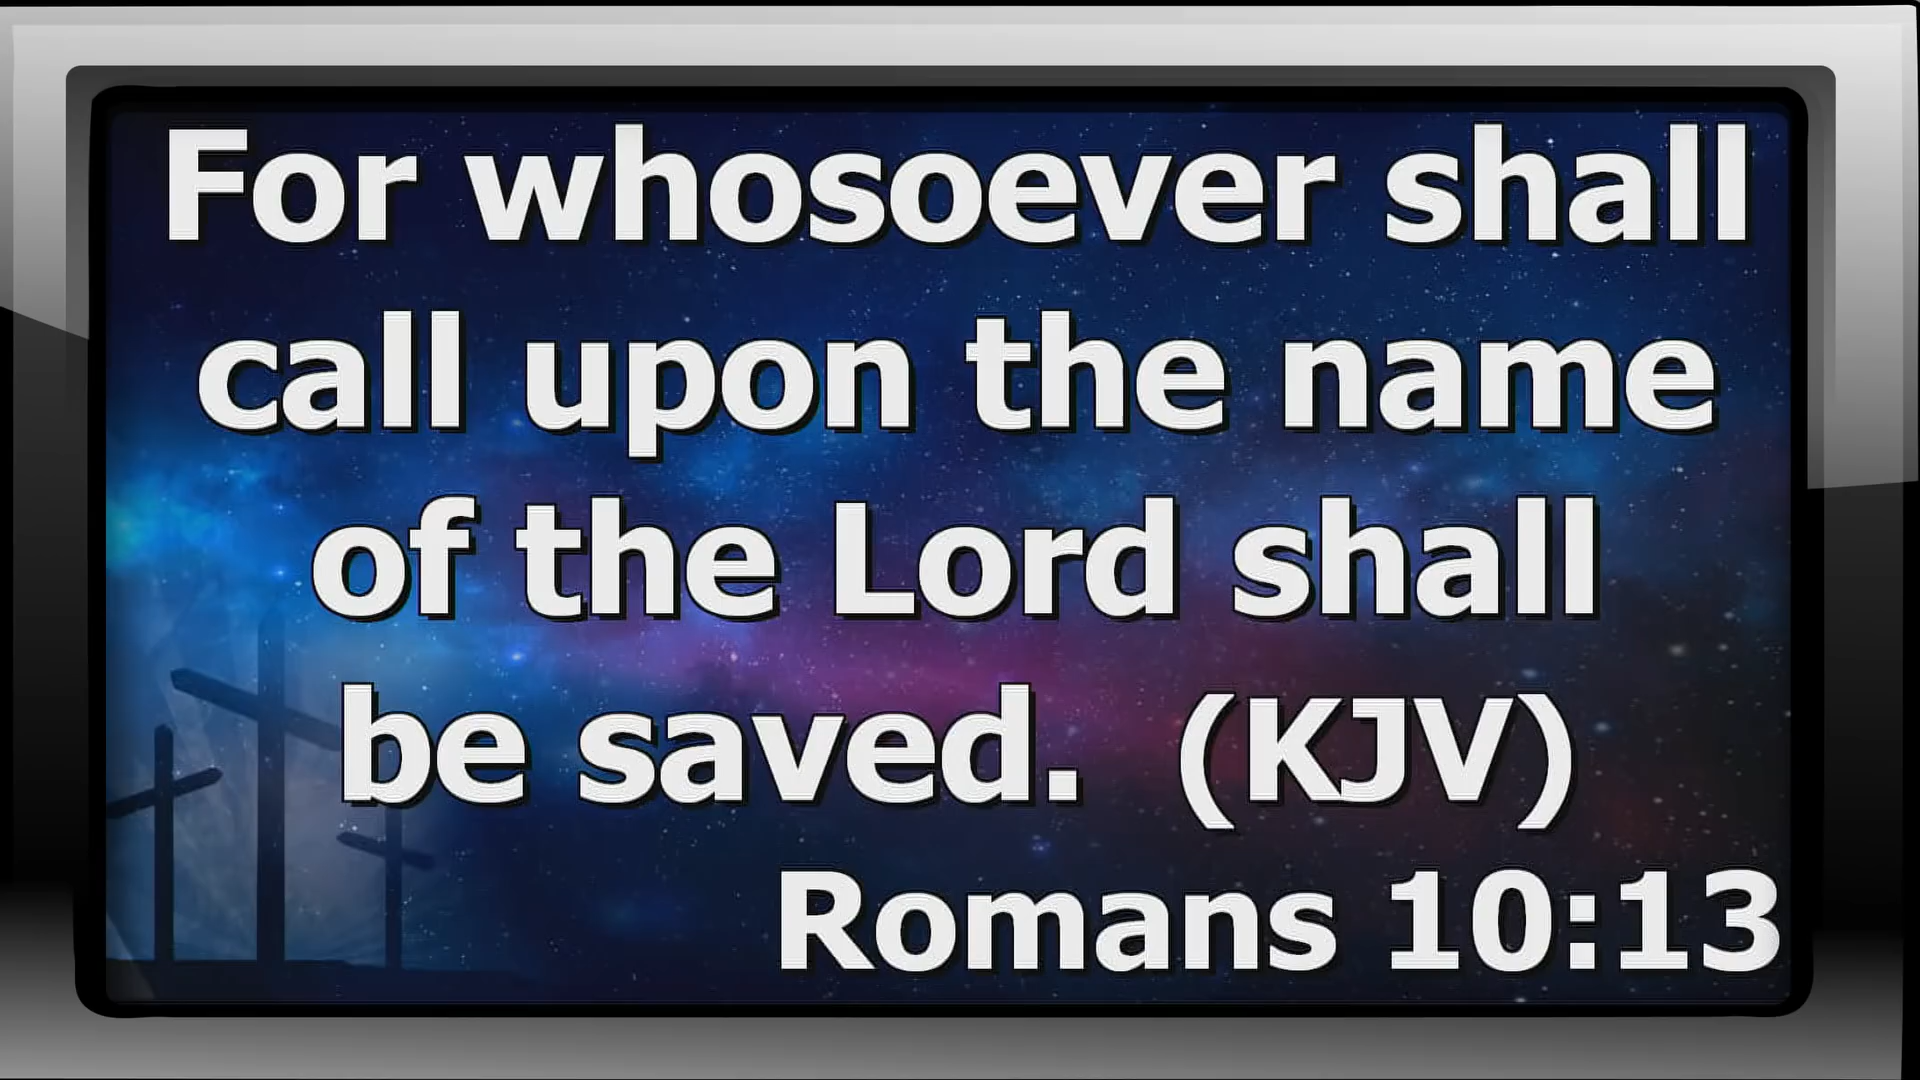 For whosoever shall
call upon the name
of the Lord shall
be saved. (KJV)
Romans 10:13